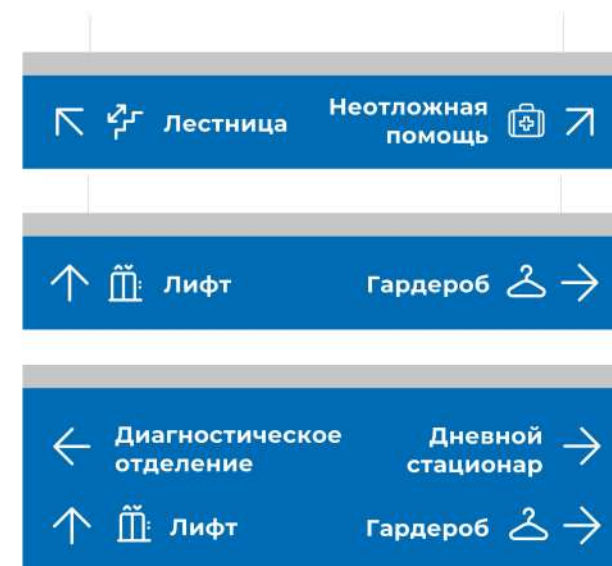 Лестница
Неотложная
помощь
Лифт
Гардероб
Диагностическое
отделение
Дневной
стационар
Лифт
Гардероб